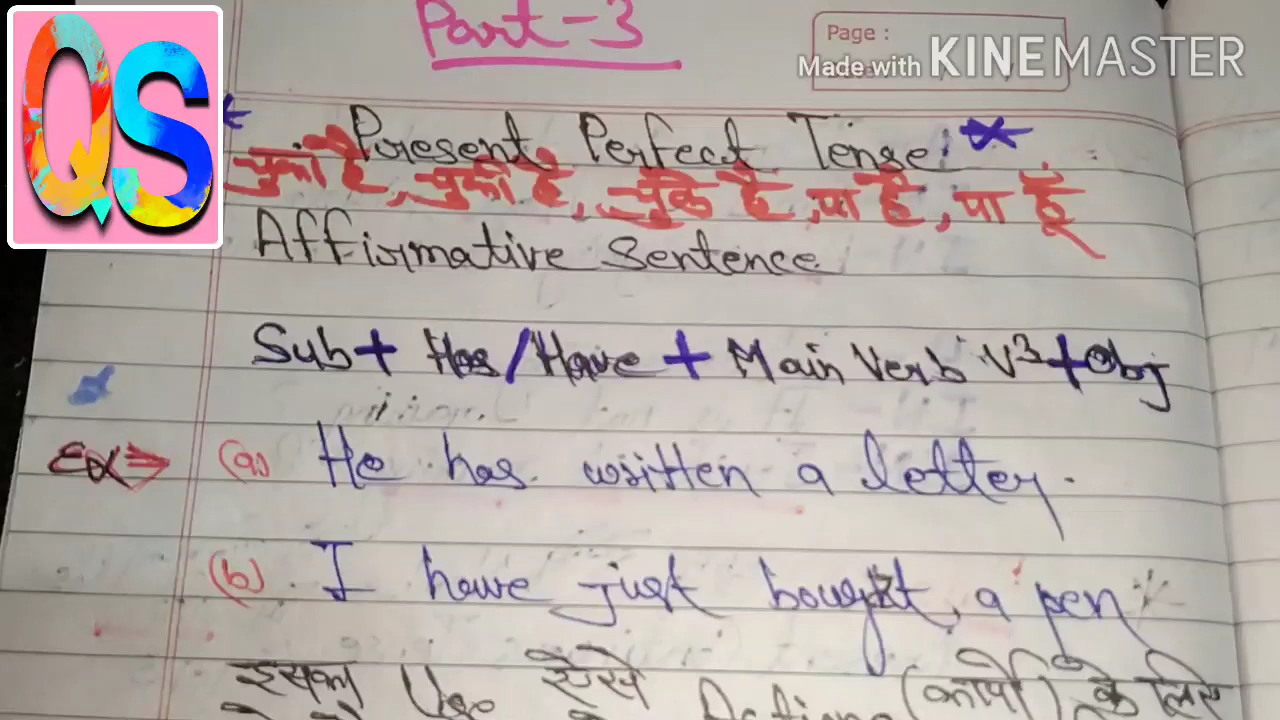 QS
Part-3
Page :
Made with KINEMASTER
Present Perfect Tense
चुका है, चुकी है, चुके है, पा है, पा हूँ
Affirmative Sentence
Sub + Has/Have + Main Verb V3 + Obj
Ex⇒ (a) He has written a letter.
(b) I have just bought, a pen
इसका Use ऐसे Action (कार्यो) के लिए